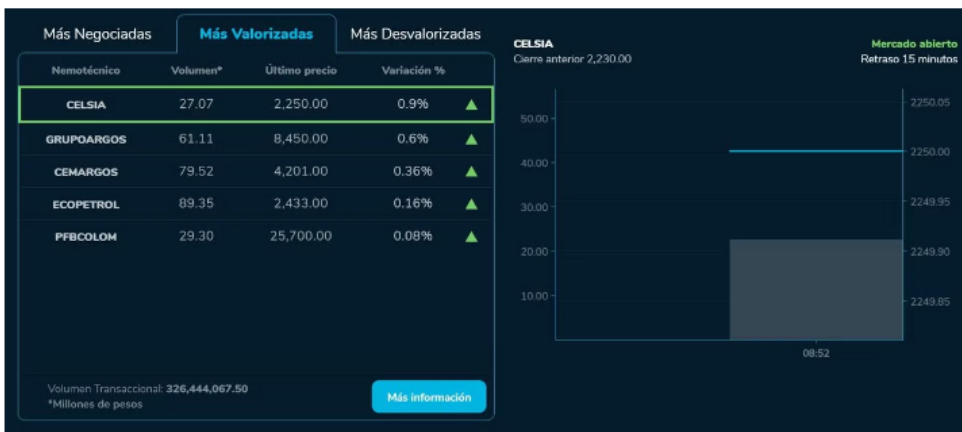 Más Negociadas Más Valorizadas Más Desvalorizadas
Nemotécnico Volumen* Último precio Variación %
CELSIA 27.07 2,250.00 0.9%
GRUPOARGOS 61.11 8,450.00 0.6%
CEMARGOS 79.52 4,201.00 0.36%
ECOPETROL 89.35 2,433.00 0.16%
PFBCOLOM 29.30 25,700.00 0.08%
Volumen Transaccional: 326,444,067.50
*Millones de pesos
Más información
CELSIA Mercado abierto
Cierre anterior 2,230.00 Retraso 15 minutos
2250.05
50.00
2250.00
40.00
2249.95
30.00
20.00 2249.90
10.00 2249.85
08:52